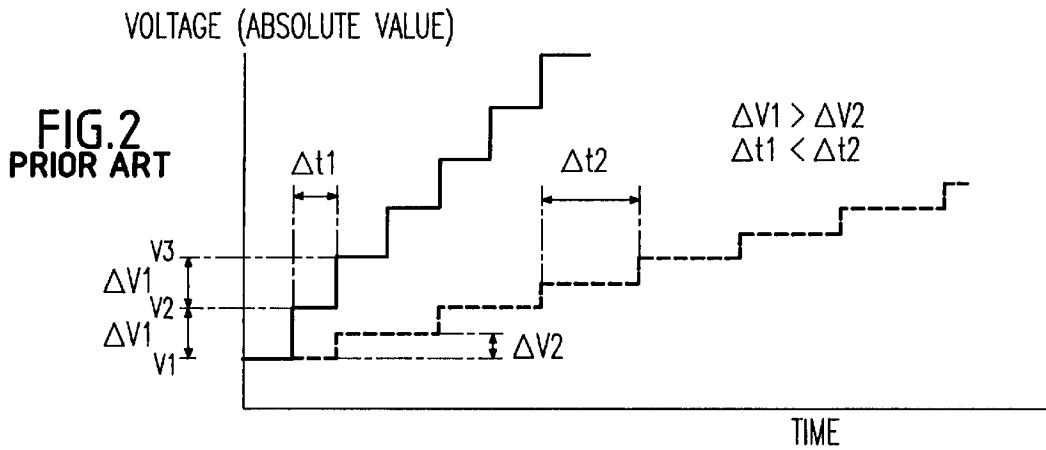 VOLTAGE (ABSOLUTE VALUE)
FIG.2
PRIOR ART
Δt1
Δt2
ΔV1 > ΔV2
Δt1 < Δt2
V3
ΔV1
V2
ΔV1
V1
ΔV2
TIME